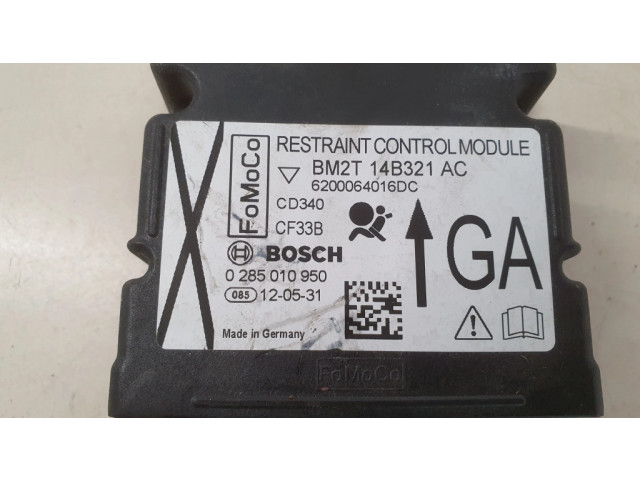 FoMoCo
RESTRAINT CONTROL MODULE
BM2T 14B321 AC
6200064016DC
CD340
CF33B
BOSCH
0 285 010 950
085 12-05-31
Made in Germany
GA
FoMoCo